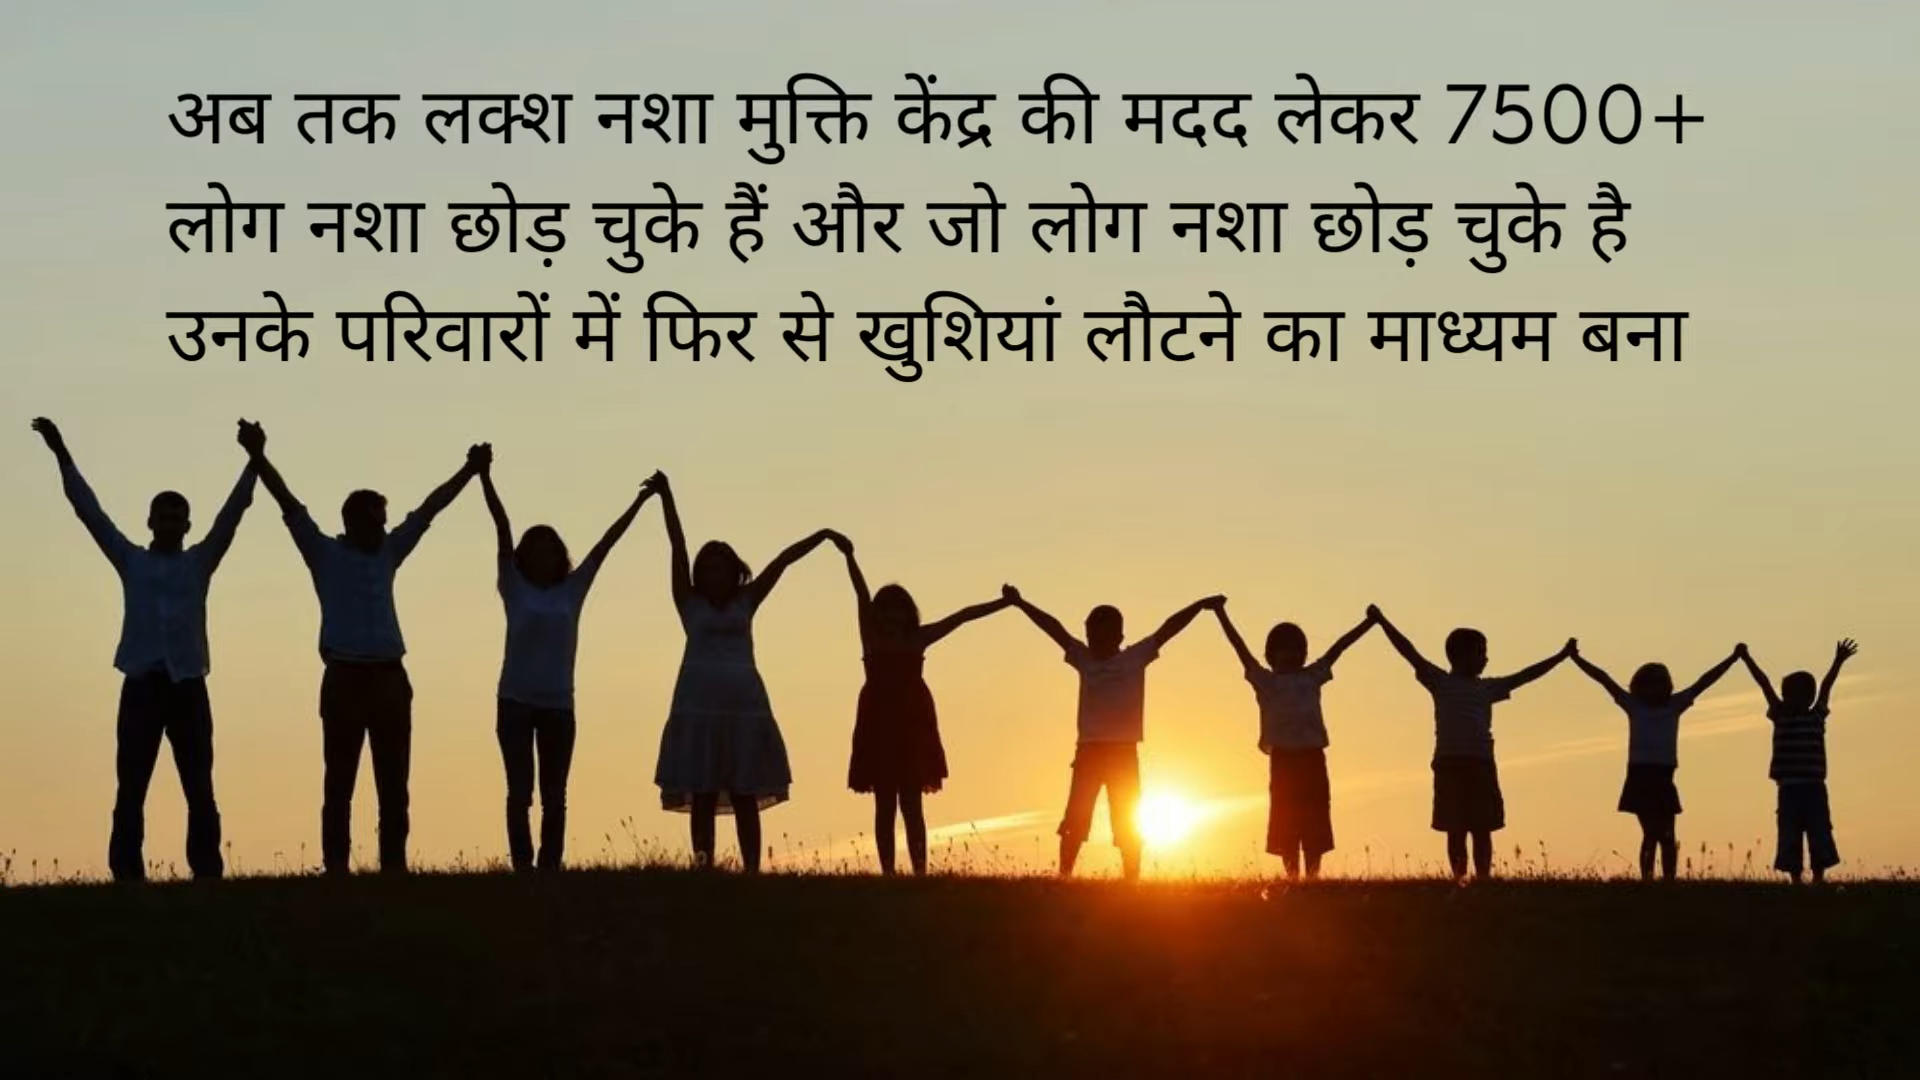 अब तक लक्श नशा मुक्ति केंद्र की मदद लेकर 7500+
लोग नशा छोड़ चुके हैं और जो लोग नशा छोड़ चुके है
उनके परिवारों में फिर से खुशियां लौटने का माध्यम बना